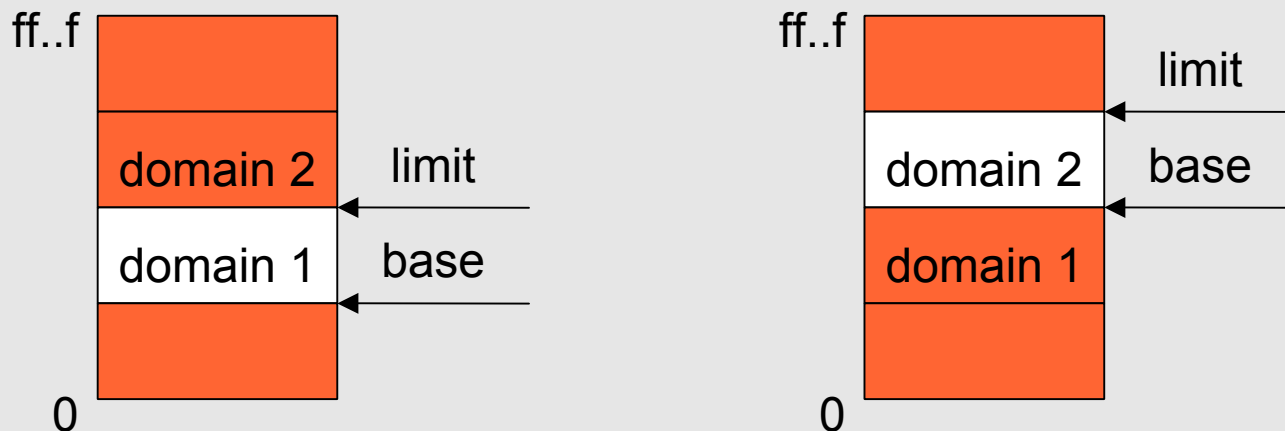 ff..f
domain 2
limit
domain 1
base
0
ff..f
limit
domain 2
base
domain 1
0